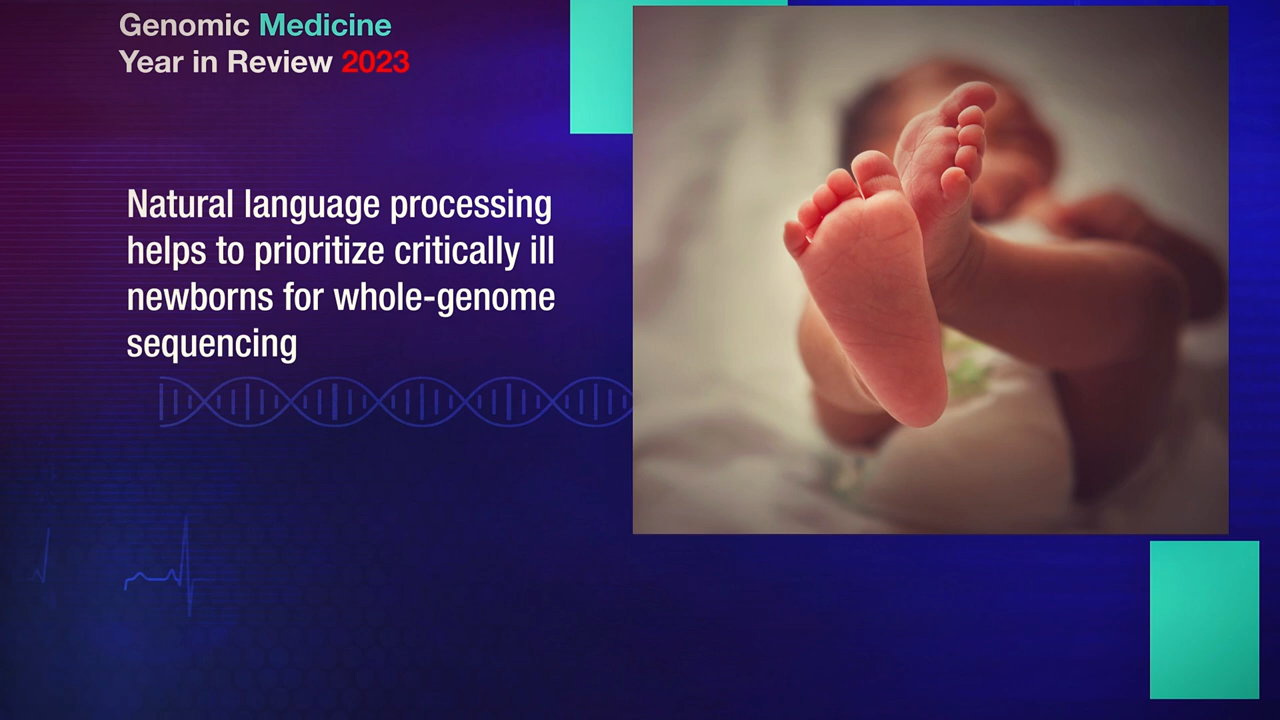 Genomic Medicine
Year in Review 2023
Natural language processing
helps to prioritize critically ill
newborns for whole-genome
sequencing